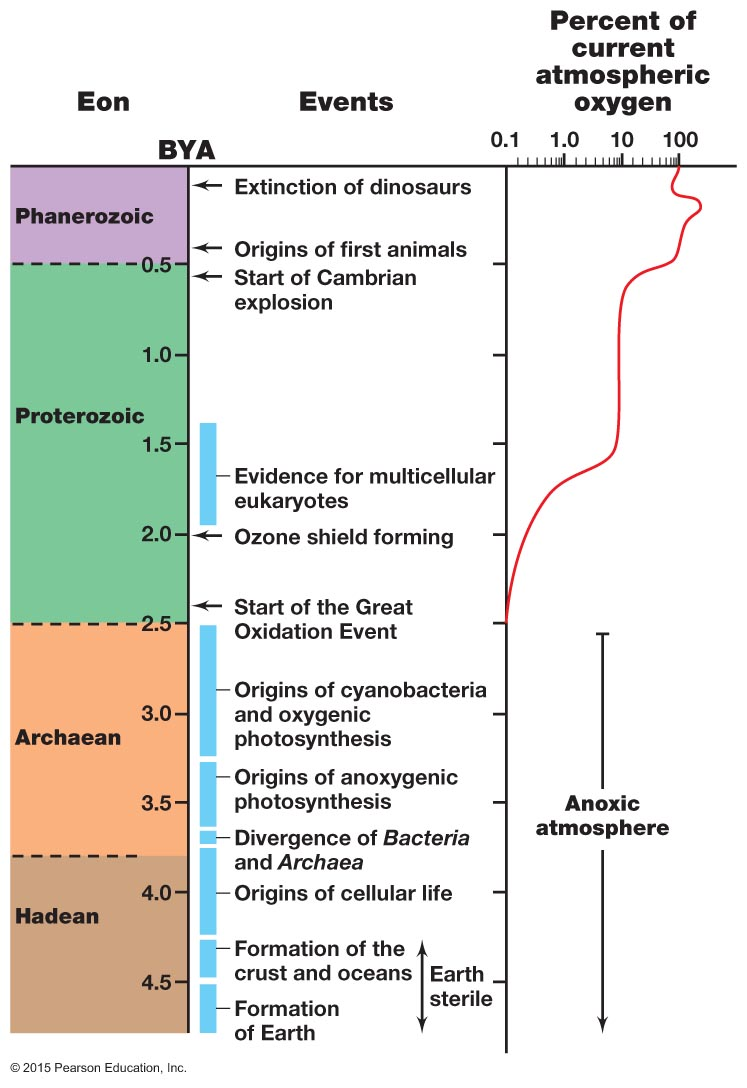 Percent of
current
atmospheric
oxygen
Eon
Events
BYA
0.1 1.0 10 100
Phanerozoic
Extinction of dinosaurs
Origins of first animals
0.5
Start of Cambrian
explosion
1.0
Proterozoic
1.5
Evidence for multicellular
eukaryotes
2.0
Ozone shield forming
Start of the Great
Oxidation Event
2.5
Origins of cyanobacteria
and oxygenic
photosynthesis
3.0
Archaean
Origins of anoxygenic
photosynthesis
3.5
Anoxic
atmosphere
Divergence of Bacteria
and Archaea
4.0
Origins of cellular life
Hadean
Formation of the
crust and oceans
Earth
sterile
4.5
Formation
of Earth
© 2015 Pearson Education, Inc.